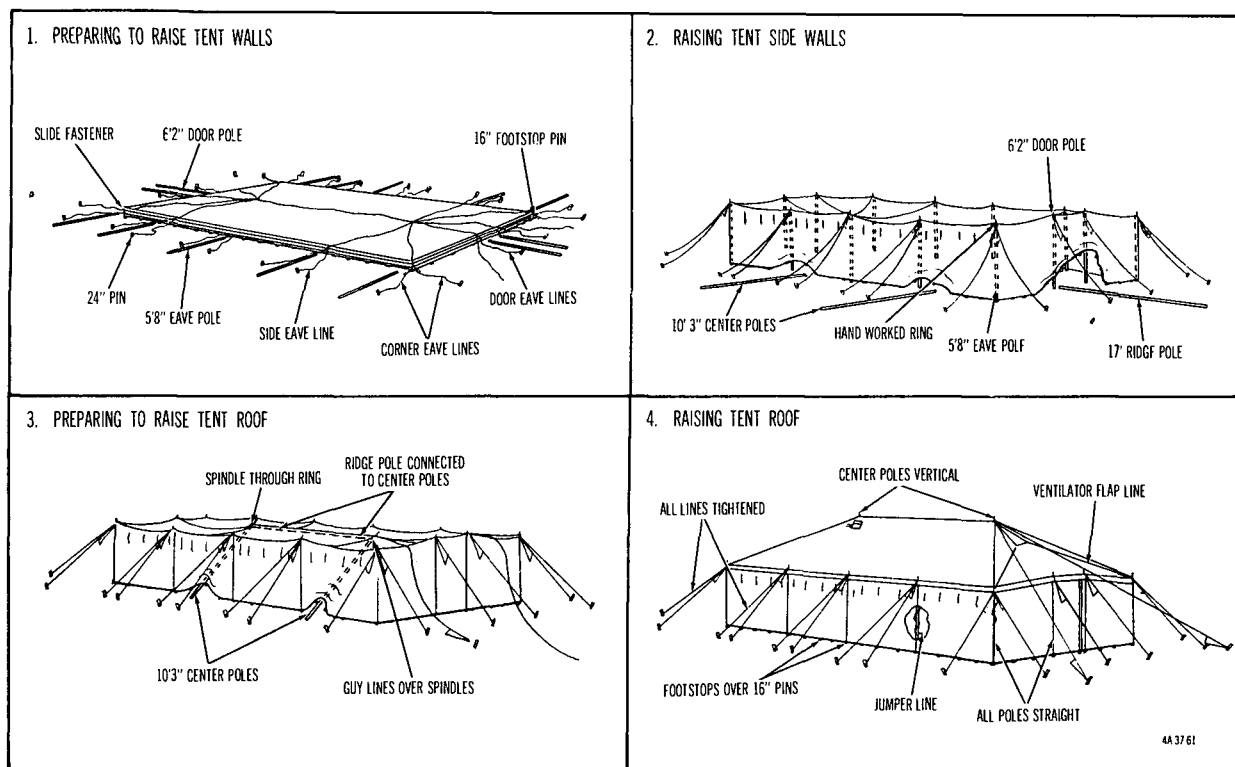 1. PREPARING TO RAISE TENT WALLS
SLIDE FASTENER
6'2" DOOR POLE
16" FOOTSTOP PIN
24" PIN
5'8" EAVE POLE
SIDE EAVE LINE
CORNER EAVE LINES
DOOR EAVE LINES
2. RAISING TENT SIDE WALLS
6'2" DOOR POLE
10' 3" CENTER POLES
HAND WORKED RING
5'8" EAVE POLF
17' RIDGF POLE
3. PREPARING TO RAISE TENT ROOF
SPINDLE THROUGH RING
RIDGE POLE CONNECTED
TO CENTER POLES
10'3" CENTER POLES
GUY LINES OVER SPINDLES
4. RAISING TENT ROOF
CENTER POLES VERTICAL
ALL LINES TIGHTENED
VENTILATOR FLAP LINE
FOOTSTOPS OVER 16" PINS
JUMPER LINE
ALL POLES STRAIGHT
4A 37 61